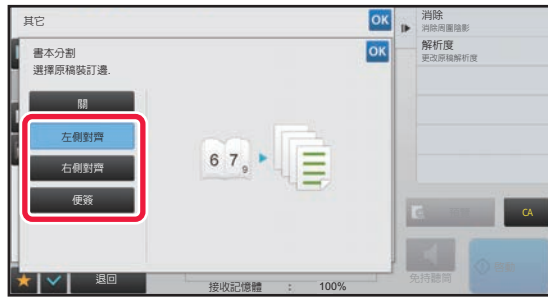 其它
OK
消除
消除周圍陰影
書本分割
OK
選擇原稿裝訂邊.
解析度
更改原稿解析度
關
左側對齊
右側對齊
便簽
6 7 9
CA
退回
接收記憶體 : 100%
免持聽筒